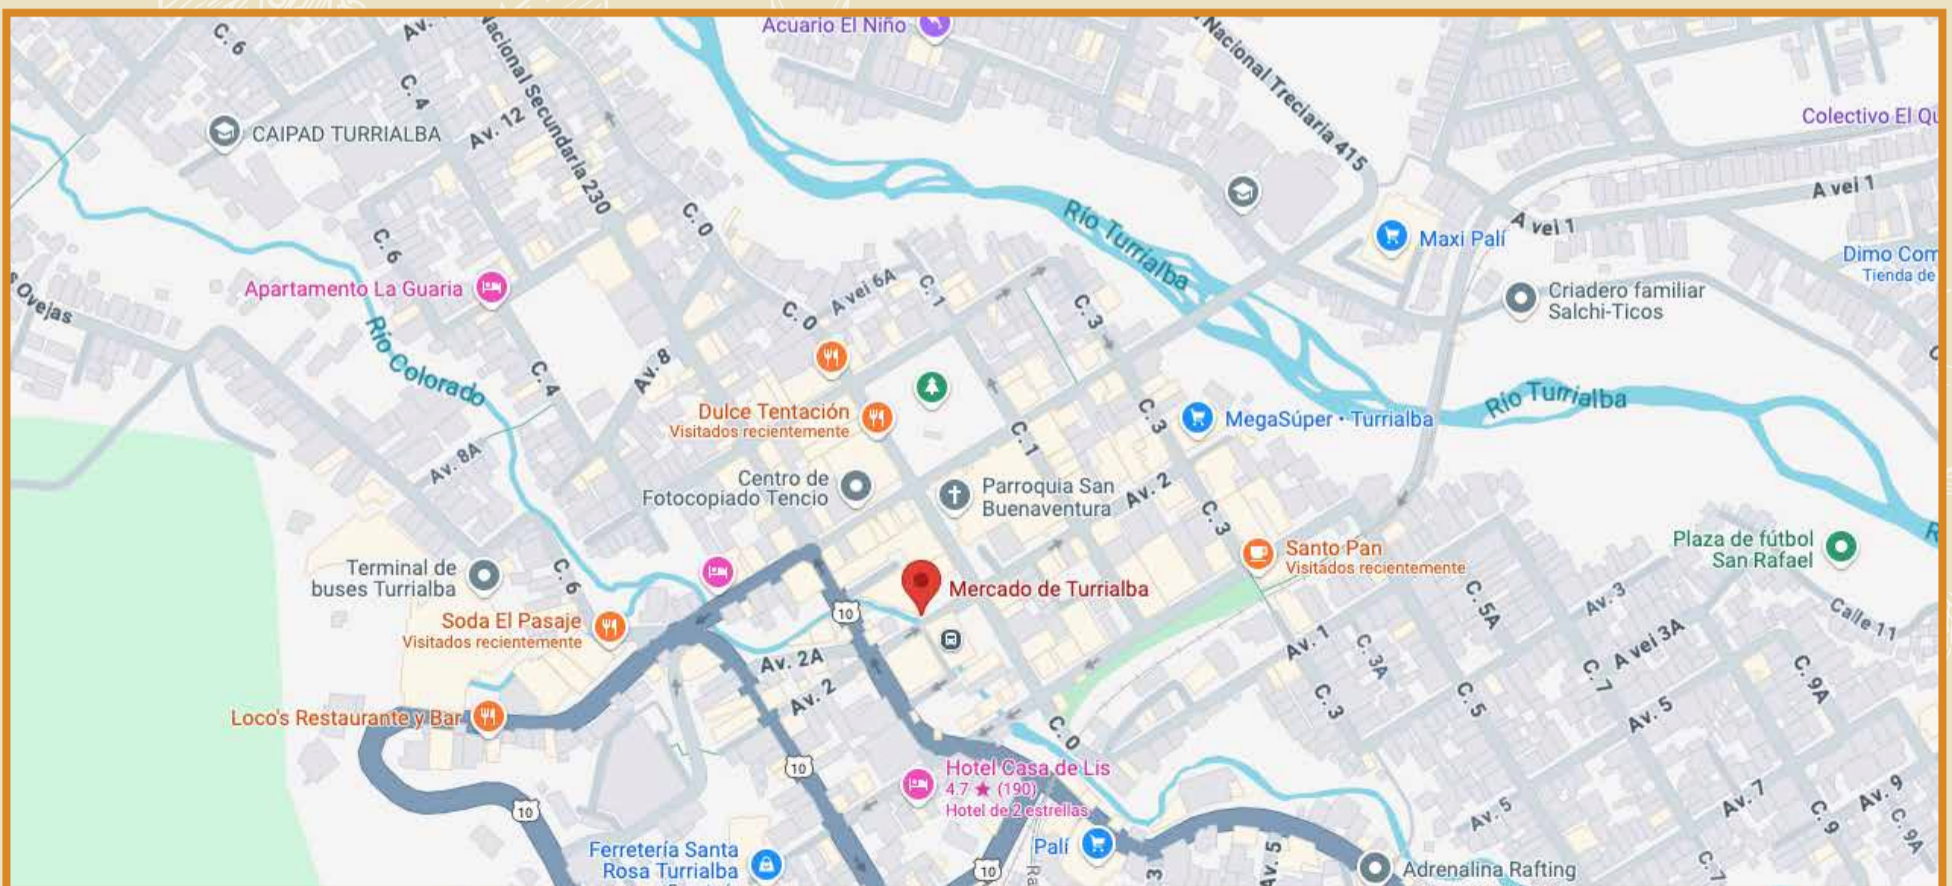 Acuario El Niño
C. 6
Av.
Nacional Secundaria 230
Nacional Treciaria 415
C. 4
Av. 12
CAIPAD TURRIALBA
Colectivo El Qu
A vei 1
A vei 1
Río Turrialba
C. 0
C. 6
Maxi Palí
Dimo Com
Tienda de
s Ovejas
Apartamento La Guaria
A vei 6A
C. 1
C. 0
C. 3
Criadero familiar
Salchi-Ticos
Río Colorado
C. 4
Av. 8
Dulce Tentación
Visitados recientemente
C. 3
MegaSúper • Turrialba
Río Turrialba
Av. 8A
C. 1
Centro de
Fotocopiado Tencio
Parroquia San
Buenaventura
Av. 2
C. 3
Santo Pan
Visitados recientemente
Plaza de fútbol
San Rafael
R
Terminal de
buses Turrialba
C. 6
Mercado de Turrialba
10
Soda El Pasaje
Visitados recientemente
C. 5A
Av. 3
Calle 11
Av. 1
C. 3A
A vei 3A
Av. 2A
Av. 2
C. 7
C. 9A
C. 3
C. 5
Av. 5
Loco's Restaurante y Bar
C. 0
10
Hotel Casa de Lis
4.7 ★ (190)
Hotel de 2 estrellas
10
Av. 5
Av. 7
Av. 9
C. 9
C. 9A
Ferretería Santa
Rosa Turrialba
Palí
10
Ra
3
Av. 5
Adrenalina Rafting
C. 7